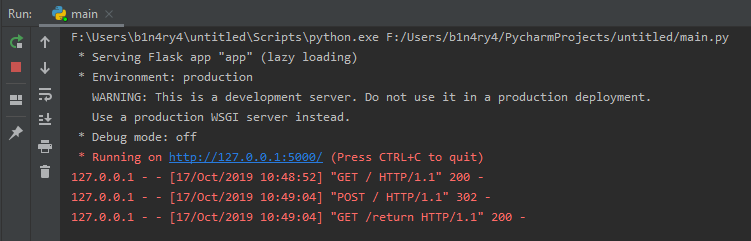 Run: main
F:\Users\b1n4ry4\untitled\Scripts\python.exe F:/Users/b1n4ry4/PycharmProjects/untitled/main.py
* Serving Flask app "app" (lazy loading)
* Environment: production
WARNING: This is a development server. Do not use it in a production deployment.
Use a production WSGI server instead.
* Debug mode: off
* Running on http://127.0.0.1:5000/ (Press CTRL+C to quit)
127.0.0.1 - - [17/Oct/2019 10:48:52] "GET / HTTP/1.1" 200 -
127.0.0.1 - - [17/Oct/2019 10:49:04] "POST / HTTP/1.1" 302 -
127.0.0.1 - - [17/Oct/2019 10:49:04] "GET /return HTTP/1.1" 200 -